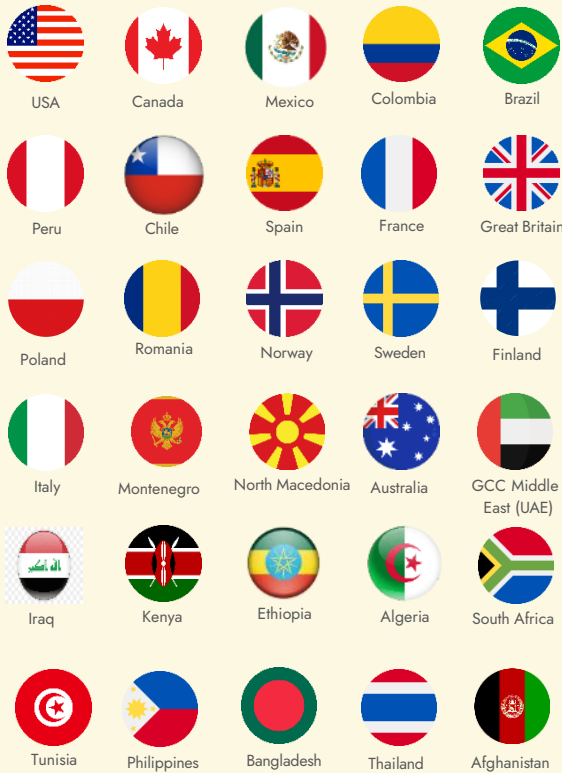 USA
Canada
Mexico
Colombia
Brazil
Peru
Chile
Spain
France
Great Britain
Poland
Romania
Norway
Sweden
Finland
Italy
Montenegro
North Macedonia
Australia
GCC Middle
East (UAE)
Iraq
Kenya
Ethiopia
Algeria
South Africa
Tunisia
Philippines
Bangladesh
Thailand
Afghanistan